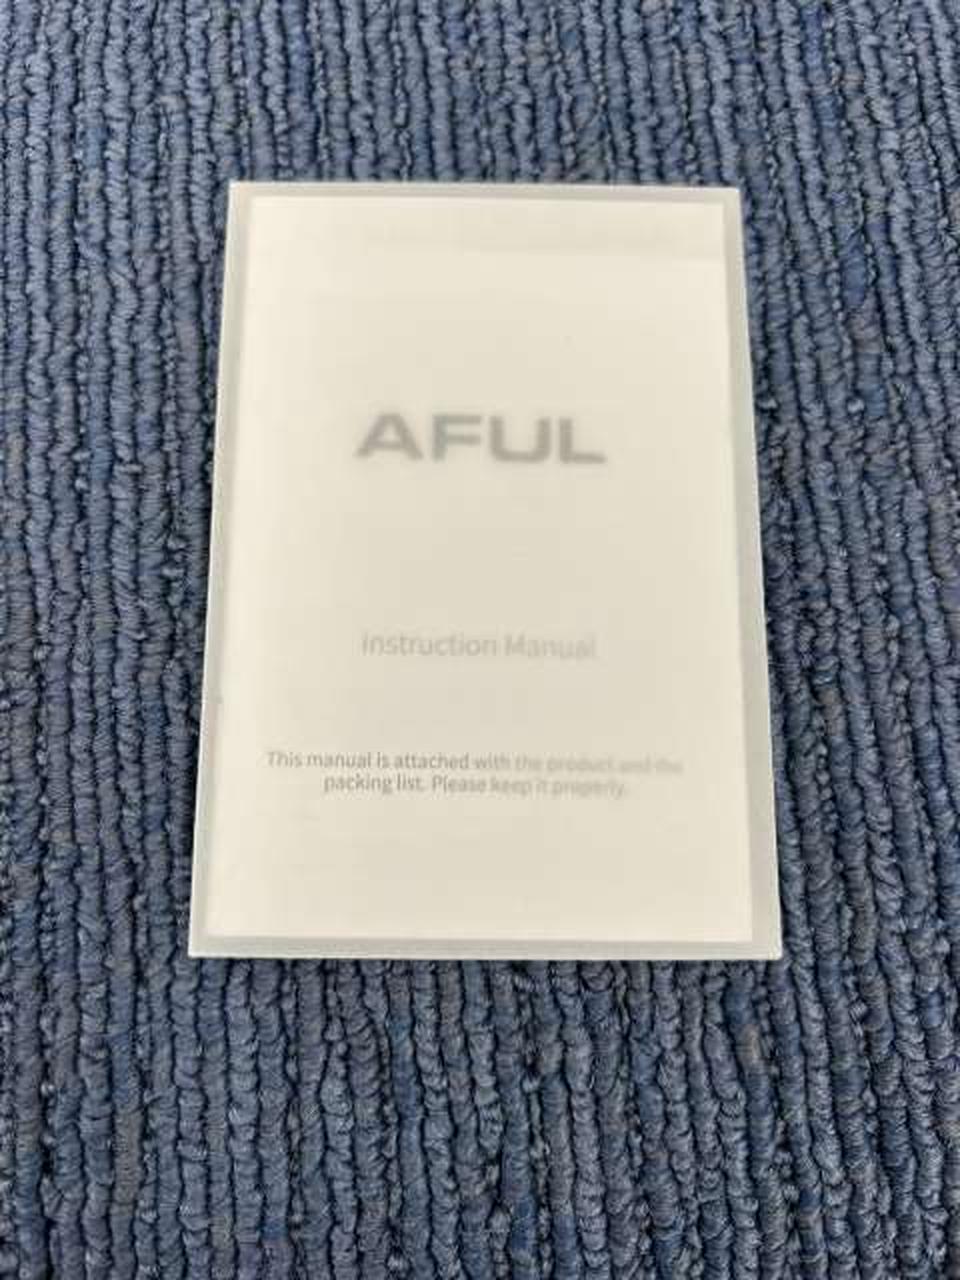 AFUL
Instruction Manual
This manual is attached with the product and the
packing list. Please keep it properly.